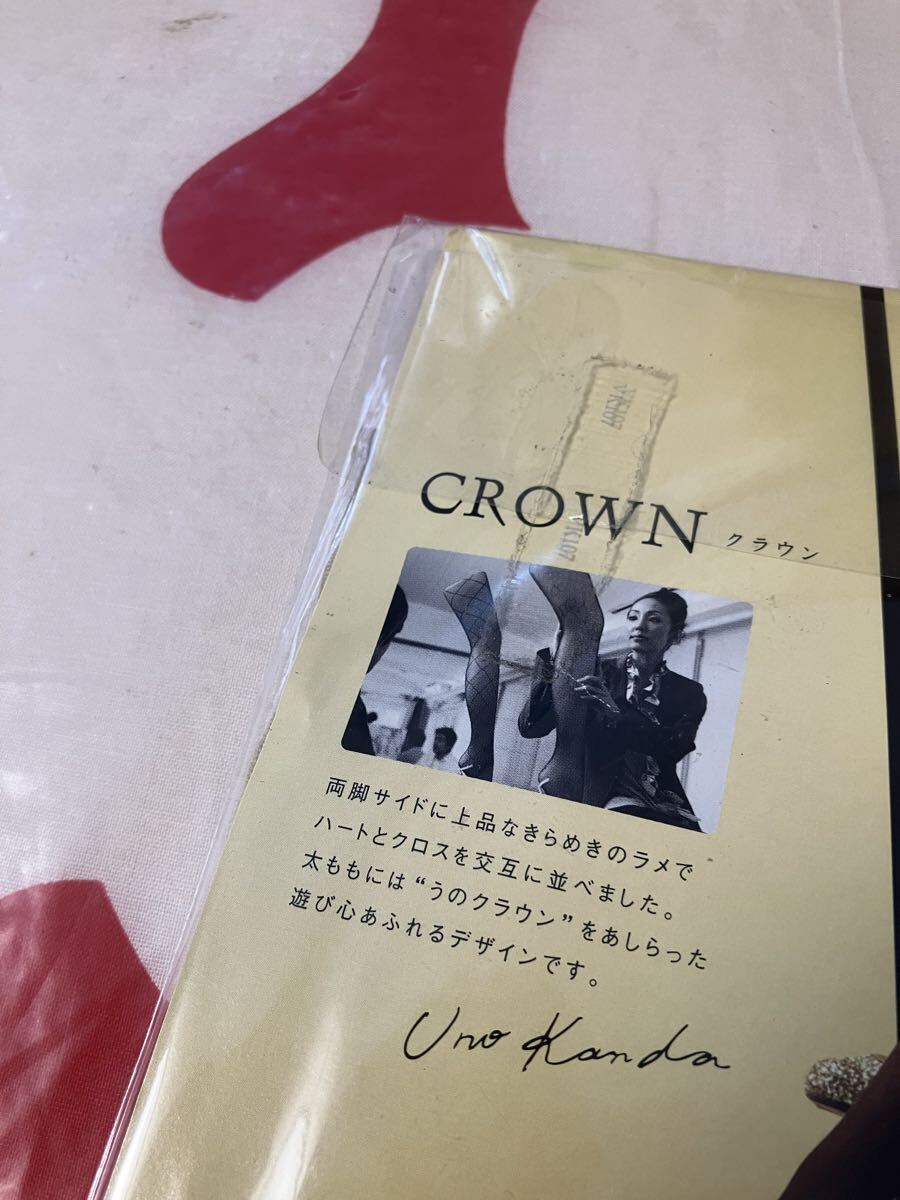 VK107
CROWN クラウン
VK107
両脚サイドに上品なきらめきのラメで
ハートとクロスを交互に並べました。
太ももには“うのクラウン”をあしらった
遊び心あふれるデザインです。
Uno Kanda